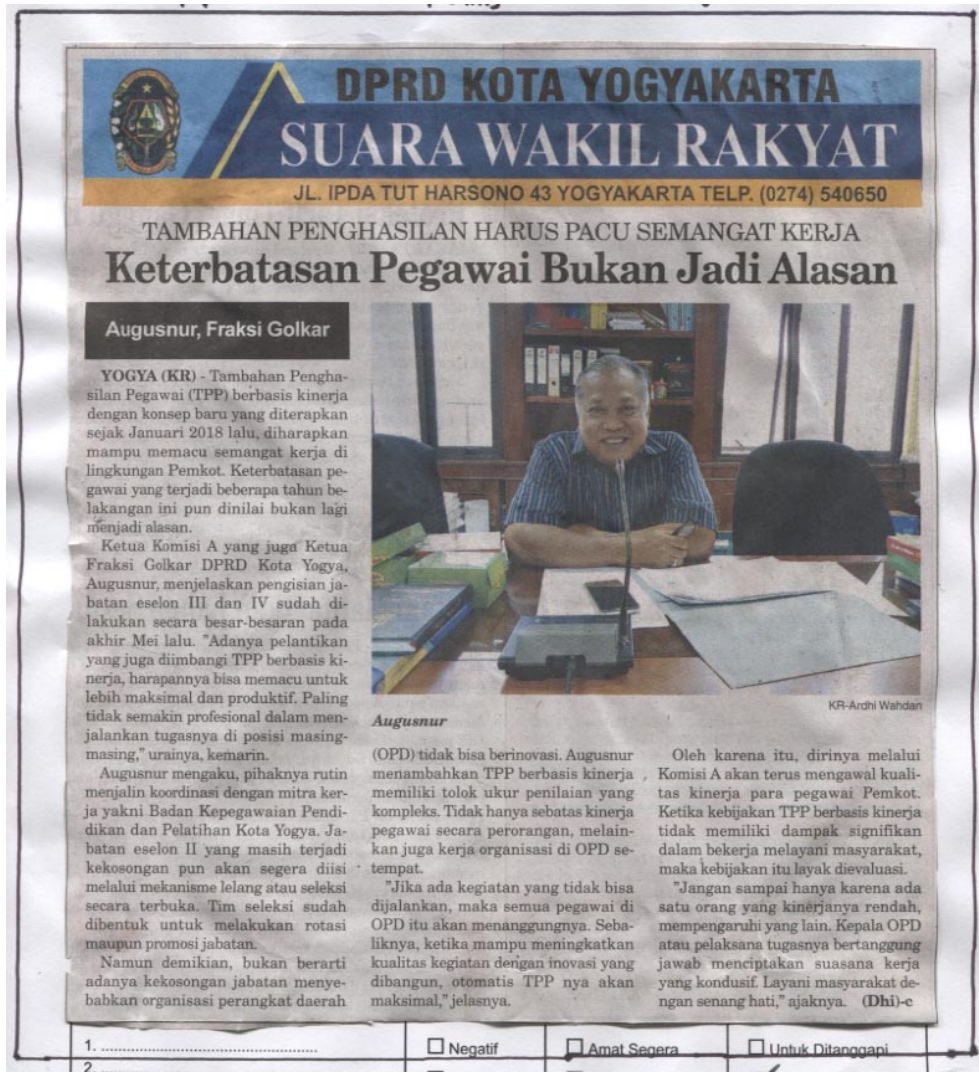 DPRD KOTA YOGYAKARTA
SUARA WAKIL RAKYAT
JL. IPDA TUT HARSONO 43 YOGYAKARTA TELP. (0274) 540650
TAMBAHAN PENGHASILAN HARUS PACU SEMANGAT KERJA
Keterbatasan Pegawai Bukan Jadi Alasan
Augusnur, Fraksi Golkar
YOGYA (KR) - Tambahan Pengha-
silan Pegawai (TPP) berbasis kinerja
dengan konsep baru yang diterapkan
sejak Januari 2018 lalu, diharapkan
mampu memacu semangat kerja di
lingkungan Pemkot. Keterbatasan pe-
gawai yang terjadi beberapa tahun be-
lakangan ini pun dinilai bukan lagi
menjadi alasan.
Ketua Komisi A yang juga Ketua
Fraksi Golkar DPRD Kota Yogya,
Augusnur, menjelaskan pengisian ja-
batan eselon III dan IV sudah di-
lakukan secara besar-besaran pada
akhir Mei lalu. "Adanya pelantikan
yang juga diimbangi TPP berbasis ki-
nerja, harapannya bisa memacu untuk
lebih maksimal dan produktif. Paling
tidak semakin profesional dalam men-
jalankan tugasnya di posisi masing-
masing," urainya, kemarin.
Augusnur mengaku, pihaknya rutin
menjalin koordinasi dengan mitra ker-
ja yakni Badan Kepegawaian Pendi-
dikan dan Pelatihan Kota Yogya. Ja-
batan eselon II yang masih terjadi
kekosongan pun akan segera diisi
melalui mekanisme lelang atau seleksi
secara terbuka. Tim seleksi sudah
dibentuk untuk melakukan rotasi
maupun promosi jabatan.
Namun demikian, bukan berarti
adanya kekosongan jabatan menye-
babkan organisasi perangkat daerah
KR-Ardhi Wahdan
Augusnur
(OPD) tidak bisa berinovasi. Augusnur
menambahkan TPP berbasis kinerja
memiliki tolok ukur penilaian yang
kompleks. Tidak hanya sebatas kinerja
pegawai secara perorangan, melain-
kan juga kerja organisasi di OPD se-
tempat.
"Jika ada kegiatan yang tidak bisa
dijalankan, maka semua pegawai di
OPD itu akan menanggungnya. Seba-
liknya, ketika mampu meningkatkan
kualitas kegiatan dengan inovasi yang
dibangun, otomatis TPP nya akan
maksimal," jelasnya.
Oleh karena itu, dirinya melalui
Komisi A akan terus mengawal kuali-
tas kinerja para pegawai Pemkot.
Ketika kebijakan TPP berbasis kinerja
tidak memiliki dampak signifikan
dalam bekerja melayani masyarakat,
maka kebijakan itu layak dievaluasi.
"Jangan sampai hanya karena ada
satu orang yang kinerjanya rendah,
mempengaruhi yang lain. Kepala OPD
atau pelaksana tugasnya bertanggung
jawab menciptakan suasana kerja
yang kondusif. Layani masyarakat de-
ngan senang hati," ajaknya. (Dhi)-c
1. ............................................ Negatif Amat Segera Untuk Ditanggapi
2.